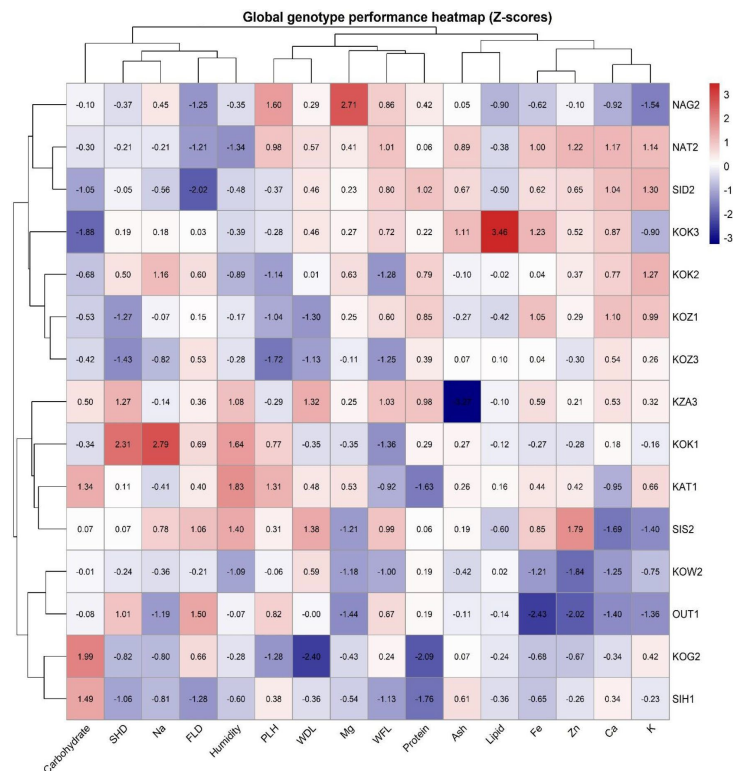 Global genotype performance heatmap (Z-scores)
-0.10 -0.37 0.45 -1.25 -0.35 1.60 0.29 2.71 0.86 0.42 0.05 -0.90 -0.62 -0.10 -0.92 -1.54 NAG2
-0.30 -0.21 -0.21 -1.21 -1.34 0.98 0.57 0.41 1.01 0.06 0.89 -0.38 1.00 1.22 1.17 1.14 NAT2
-1.05 -0.05 -0.56 -2.02 -0.48 -0.37 0.46 0.23 0.80 1.02 0.67 -0.50 0.62 0.65 1.04 1.30 SID2
-1.88 0.19 0.18 0.03 -0.39 -0.28 0.46 0.27 0.72 0.22 1.11 3.46 1.23 0.52 0.87 -0.90 KOK3
-0.68 0.50 1.16 0.60 -0.89 -1.14 0.01 0.63 -1.28 0.79 -0.10 -0.02 0.04 0.37 0.77 1.27 KOK2
-0.53 -1.27 -0.07 0.15 -0.17 -1.04 -1.30 0.25 0.60 0.85 -0.27 -0.42 1.05 0.29 1.10 0.99 KOZ1
-0.42 -1.43 -0.82 0.53 -0.28 -1.72 -1.13 -0.11 -1.25 0.39 0.07 0.10 0.04 -0.30 0.54 0.26 KOZ3
0.50 1.27 -0.14 0.36 1.08 -0.29 1.32 0.25 1.03 0.98 -0.10 0.59 0.21 0.53 0.32 KZA3
-0.34 2.31 2.79 0.69 1.64 0.77 -0.35 -0.35 -1.36 0.29 0.27 -0.12 -0.27 -0.28 0.18 -0.16 KOK1
1.34 0.11 -0.41 0.40 1.83 1.31 0.48 0.53 -0.92 -1.63 0.26 0.16 0.44 0.42 -0.95 0.66 KAT1
0.07 0.07 0.78 1.06 1.40 0.31 1.38 -1.21 0.99 0.06 0.19 -0.60 0.85 1.79 -1.69 -1.40 SIS2
-0.01 -0.24 -0.36 -0.21 -1.09 -0.06 0.59 -1.18 -1.00 0.19 -0.42 0.02 -1.21 -1.84 -1.25 -0.75 KOW2
-0.08 1.01 -1.19 1.50 -0.07 0.82 -0.00 -1.44 0.67 0.19 -0.11 -0.14 -2.43 -2.02 -1.40 -1.36 OUT1
1.99 -0.82 -0.80 0.66 -0.28 -1.28 -2.40 -0.43 0.24 -2.09 0.07 -0.24 -0.68 -0.67 -0.32 0.42 KOG2
1.49 -1.06 -0.81 -1.28 -0.60 0.38 -0.36 -0.54 -1.13 -1.76 0.61 -0.36 -0.65 -0.26 0.34 -0.23 SIH1
Carbohydrate SHD Na FLD Humidity PLH WDL Mg WFL Protein Ash Lipid Fe Zn Ca K
3
2
1
0
-1
-2
-3